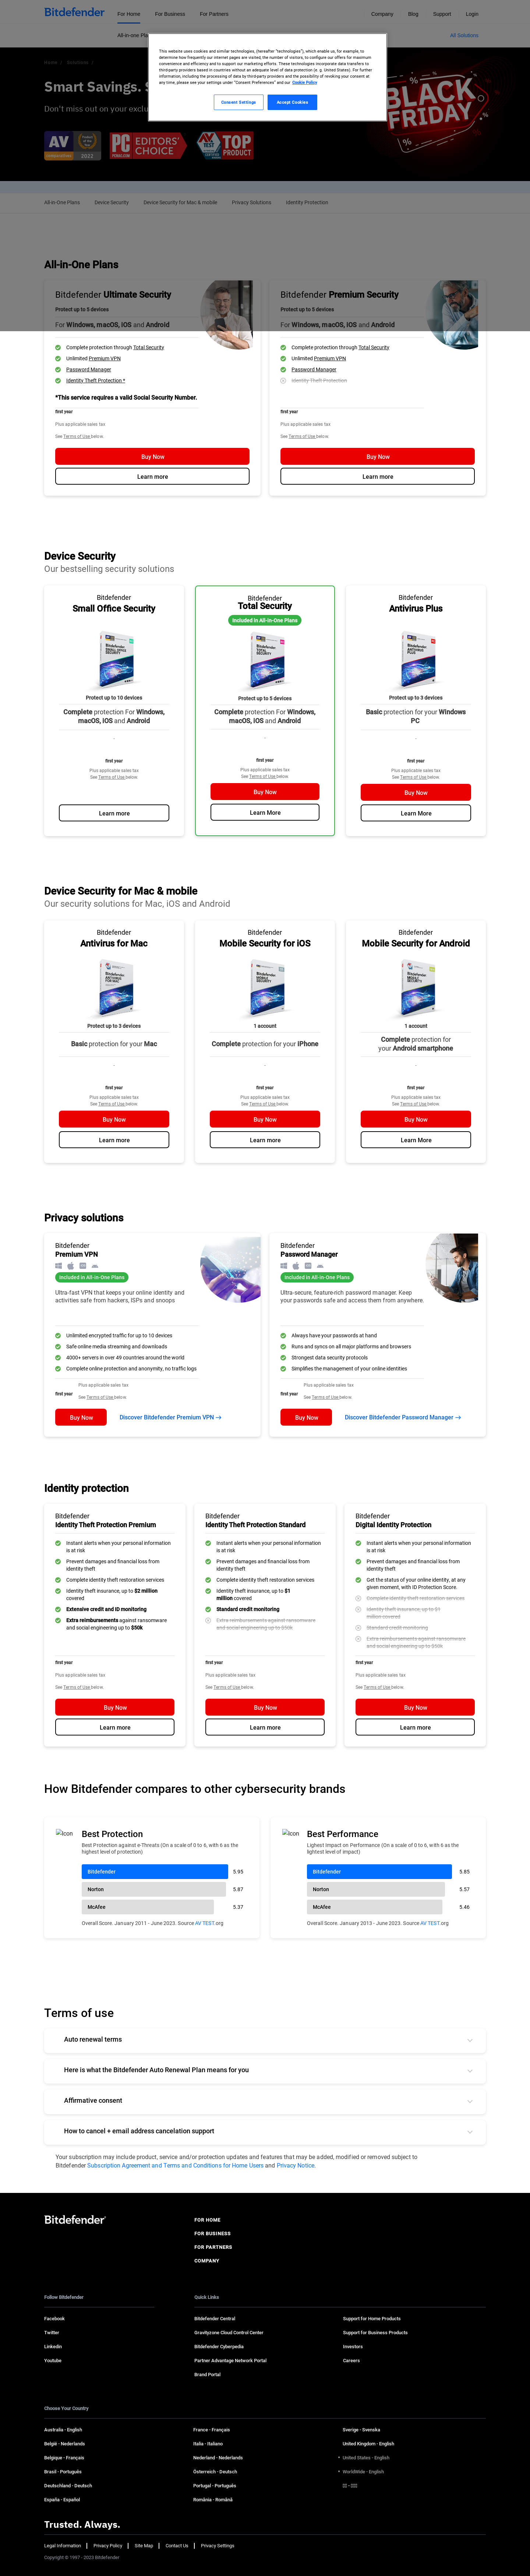 Bitdefender
For Home
For Business
For Partners
Company
Blog
Support
Login
All Solutions
This website uses cookies and similar technologies, (hereafter "technologies"), which enable us, for example, to
determine how frequently our internet pages are visited, the number of visitors, to configure our offers for maximum
convenience and efficiency and to support our marketing efforts. These technologies incorporate data transfers to
third-party providers based in countries without an adequate level of data protection (e. g. United States). For further
information, including the processing of data by third-party providers and the possibility of revoking your consent at
any time, please see your settings under "Consent Preferences" and our Cookie Policy
Consent Settings
Accept Cookies
Home
Solutions
Smart Savings. S
Don't miss out on your exclu
AV
2022
PC EDITORS' CHOICE
AV TEST TOP PRODUCT
PRICE FALL
All-in-One Plans
Device Security
Device Security for Mac & mobile
Privacy Solutions
Identity Protection
All-in-One Plans
Bitdefender Ultimate Security
Protect up to 5 devices
For Windows, macOS, iOS and Android
Complete protection through Total Security
Unlimited Premium VPN
Password Manager
Identity Theft Protection *
*This service requires a valid Social Security Number.
first year
Plus applicable sales tax
See Terms of Use below.
Buy Now
Learn more
Bitdefender Premium Security
Protect up to 5 devices
For Windows, macOS, iOS and Android
Complete protection through Total Security
Unlimited Premium VPN
Password Manager
Identity Theft Protection
first year
Plus applicable sales tax
See Terms of Use below.
Buy Now
Learn more
Device Security
Our bestselling security solutions
Bitdefender
Small Office Security
Protect up to 10 devices
Complete protection For Windows,
macOS, iOS and Android
first year
Plus applicable sales tax
See Terms of Use below.
Learn more
Bitdefender
Total Security
Included in All-in-One Plans
Protect up to 5 devices
Complete protection For Windows,
macOS, iOS and Android
first year
Plus applicable sales tax
See Terms of Use below.
Buy Now
Learn More
Bitdefender
Antivirus Plus
Protect up to 3 devices
Basic protection for your Windows
PC
first year
Plus applicable sales tax
See Terms of Use below.
Buy Now
Learn More
Device Security for Mac & mobile
Our security solutions for Mac, iOS and Android
Bitdefender
Antivirus for Mac
Protect up to 3 devices
Basic protection for your Mac
first year
Plus applicable sales tax
See Terms of Use below.
Buy Now
Learn more
Bitdefender
Mobile Security for iOS
1 account
Complete protection for your iPhone
first year
Plus applicable sales tax
See Terms of Use below.
Buy Now
Learn more
Bitdefender
Mobile Security for Android
1 account
Complete protection for
your Android smartphone
first year
Plus applicable sales tax
See Terms of Use below.
Buy Now
Learn More
Privacy solutions
Bitdefender
Premium VPN
Included in All-in-One Plans
Ultra-fast VPN that keeps your online identity and
activities safe from hackers, ISPs and snoops
Unlimited encrypted traffic for up to 10 devices
Safe online media streaming and downloads
4000+ servers in over 49 countries around the world
Complete online protection and anonymity, no traffic logs
first year
Plus applicable sales tax
See Terms of Use below.
Buy Now
Discover Bitdefender Premium VPN →
Bitdefender
Password Manager
Included in All-in-One Plans
Ultra-secure, feature-rich password manager. Keep
your passwords safe and access them from anywhere.
Always have your passwords at hand
Runs and syncs on all major platforms and browsers
Strongest data security protocols
Simplifies the management of your online identities
first year
Plus applicable sales tax
See Terms of Use below.
Buy Now
Discover Bitdefender Password Manager →
Identity protection
Bitdefender
Identity Theft Protection Premium
Instant alerts when your personal information
is at risk
Prevent damages and financial loss from
identity theft
Complete identity theft restoration services
Identity theft insurance, up to $2 million
covered
Extensive credit and ID monitoring
Extra reimbursements against ransomware
and social engineering up to $50k
first year
Plus applicable sales tax
See Terms of Use below.
Buy Now
Learn more
Bitdefender
Identity Theft Protection Standard
Instant alerts when your personal information
is at risk
Prevent damages and financial loss from
identity theft
Complete identity theft restoration services
Identity theft insurance, up to $1
million covered
Standard credit monitoring
Extra reimbursements against ransomware
and social engineering up to $50k
first year
Plus applicable sales tax
See Terms of Use below.
Buy Now
Learn more
Bitdefender
Digital Identity Protection
Instant alerts when your personal information
is at risk
Prevent damages and financial loss from
identity theft
Get the status of your online identity, at any
given moment, with ID Protection Score.
Complete identity theft restoration services
Identity theft insurance, up to $1
million covered
Standard credit monitoring
Extra reimbursements against ransomware
and social engineering up to $50k
first year
Plus applicable sales tax
See Terms of Use below.
Buy Now
Learn more
How Bitdefender compares to other cybersecurity brands
Icon
Best Protection
Best Protection against e-Threats (On a scale of 0 to 6, with 6 as the
highest level of protection)
Bitdefender 5.95
Norton 5.87
McAfee 5.37
Overall Score. January 2011 - June 2023. Source AV TEST.org
Icon
Best Performance
Lighest Impact on Performance (On a scale of 0 to 6, with 6 as the
lightest level of impact)
Bitdefender 5.85
Norton 5.57
McAfee 5.46
Overall Score. January 2013 - June 2023. Source AV TEST.org
Terms of use
Auto renewal terms
Here is what the Bitdefender Auto Renewal Plan means for you
Affirmative consent
How to cancel + email address cancelation support
Your subscription may include product, service and/or protection updates and features that may be added, modified or removed subject to
Bitdefender Subscription Agreement and Terms and Conditions for Home Users and Privacy Notice.
Bitdefender
FOR HOME
FOR BUSINESS
FOR PARTNERS
COMPANY
Follow Bitdefender
Facebook
Twitter
Linkedin
Youtube
Quick Links
Bitdefender Central
Gravityzone Cloud Control Center
Bitdefender Cyberpedia
Partner Advantage Network Portal
Brand Portal
Support for Home Products
Support for Business Products
Investors
Careers
Choose Your Country
Australia - English
België - Nederlands
Belgique - Français
Brasil - Português
Deutschland - Deutsch
España - Español
France - Français
Italia - Italiano
Nederland - Nederlands
Österreich - Deutsch
Portugal - Português
România - Română
Sverige - Svenska
United Kingdom - English
United States - English
WorldWide - English
Trusted. Always.
Legal Information
Privacy Policy
Site Map
Contact Us
Privacy Settings
Copyright © 1997 - 2023 Bitdefender